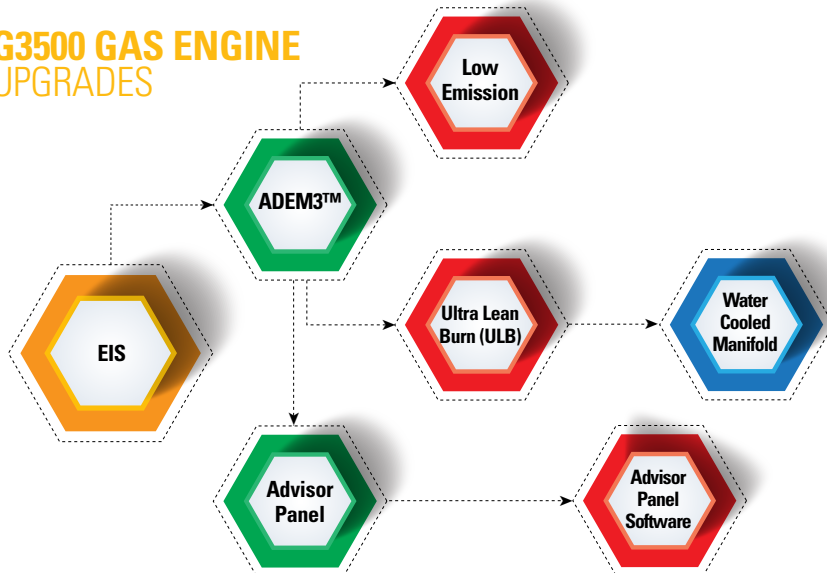 G3500 GAS ENGINE
UPGRADES
Low
Emission
ADEM3™
EIS
Ultra Lean
Burn (ULB)
Water
Cooled
Manifold
Advisor
Panel
Advisor
Panel
Software